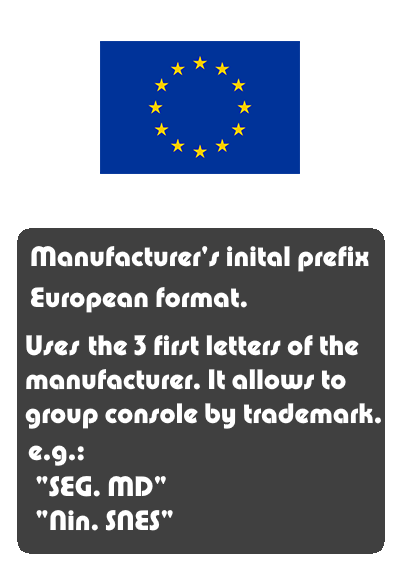 Manufacturer's inital prefix
European format.
Uses the 3 first letters of the
manufacturer. It allows to
group console by trademark.
e.g.:
"SEG. MD"
"Nin. SNES"